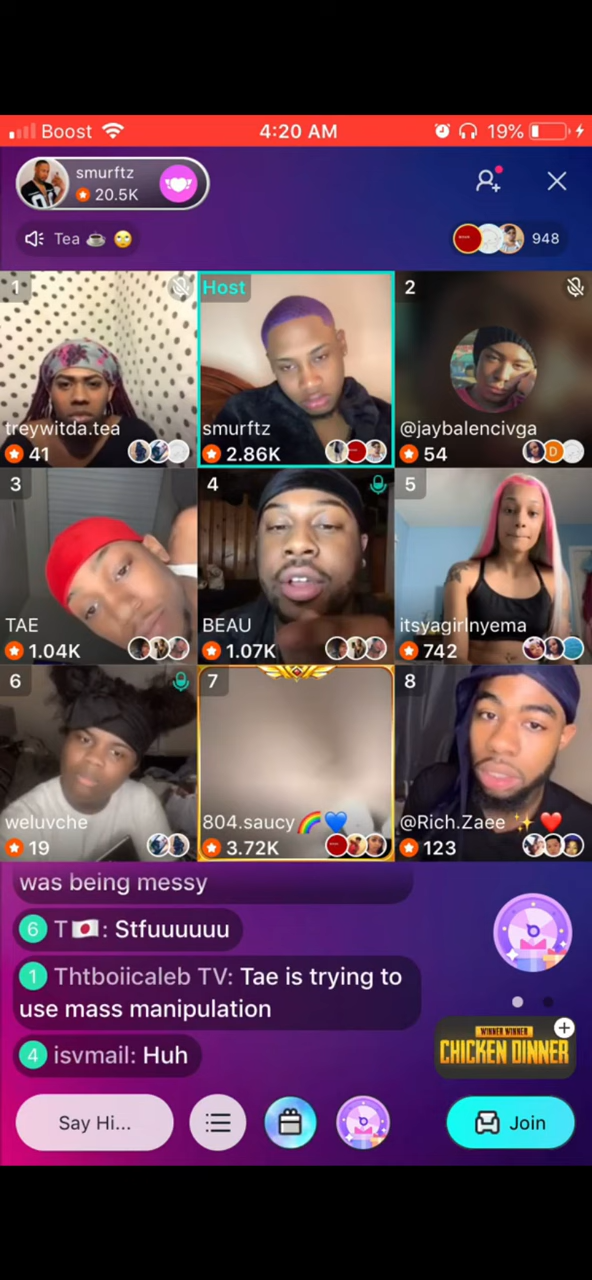 Boost 4:20 AM 19%
smurftz
20.5K
Tea ☕ 🙄 948
1 Host 2
treywitda.tea smurftz @jaybalencivga
41 2.86K 54
3 4 5
TAE BEAU itsyagirlnyema
1.04K 1.07K 742
6 7 8
weluvche 804.saucy🌈💙 @Rich.Zaee ✨ ❤️
19 3.72K 123
was being messy
6 T🇯🇵: Stfuuuuuu
1 Thtboiicaleb TV: Tae is trying to
use mass manipulation
4 isvmail: Huh
WINNER WINNER
CHICKEN DINNER
Say Hi... Join